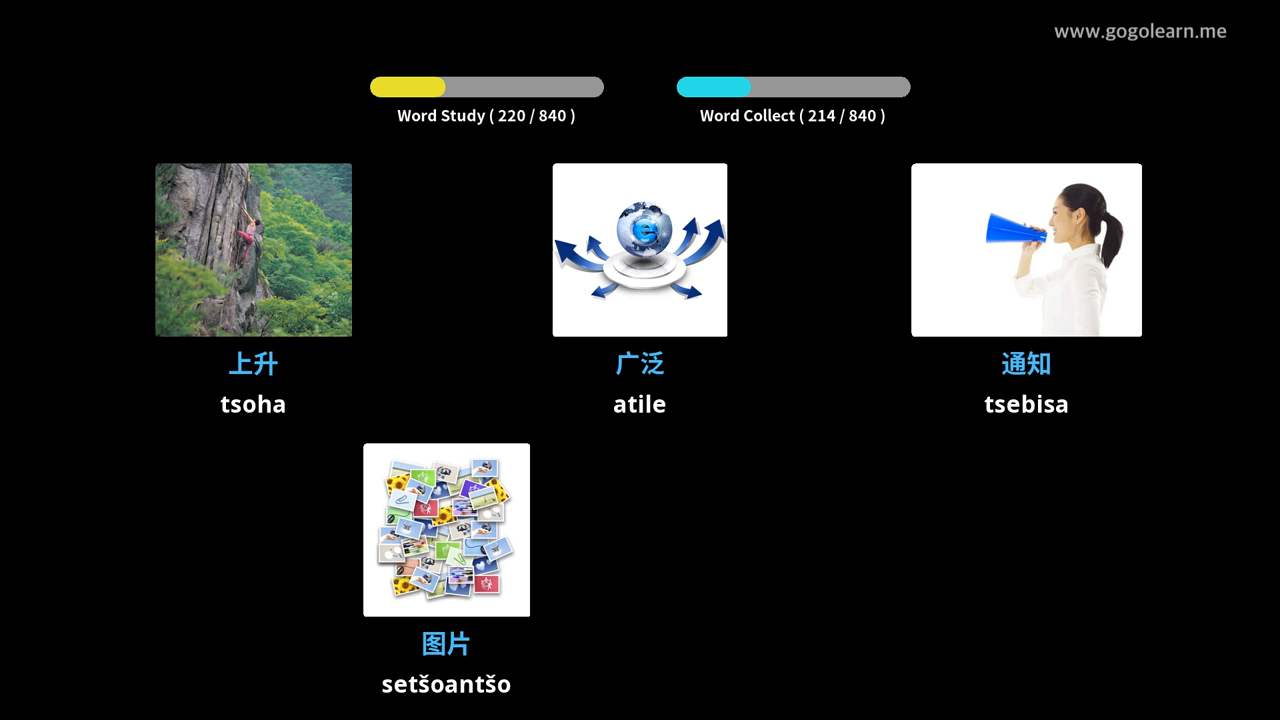 www.gogolearn.me
Word Study ( 220 / 840 )
Word Collect ( 214 / 840 )
上升
广泛
通知
tsoha
atile
tsebisa
图片
setšoantšo